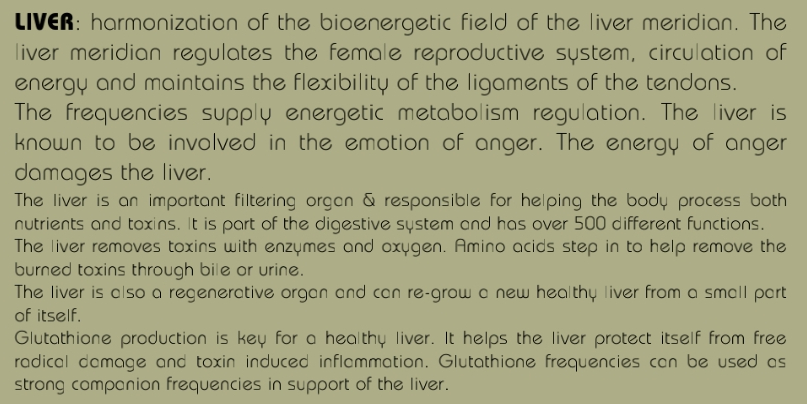 LIVER: harmonization of the bioenergetic field of the liver meridian. The
liver meridian regulates the female reproductive system, circulation of
energy and maintains the flexibility of the ligaments of the tendons.
The frequencies supply energetic metabolism regulation. The liver is
known to be involved in the emotion of anger. The energy of anger
damages the liver.
The liver is an important filtering organ & responsible for helping the body process both
nutrients and toxins. It is part of the digestive system and has over 500 different functions.
The liver removes toxins with enzymes and oxygen. Amino acids step in to help remove the
burned toxins through bile or urine.
The liver is also a regenerative organ and can re-grow a new healthy liver from a small part
of itself.
Glutathione production is key for a healthy liver. It helps the liver protect itself from free
radical damage and toxin induced inflammation. Glutathione frequencies can be used as
strong companion frequencies in support of the liver.